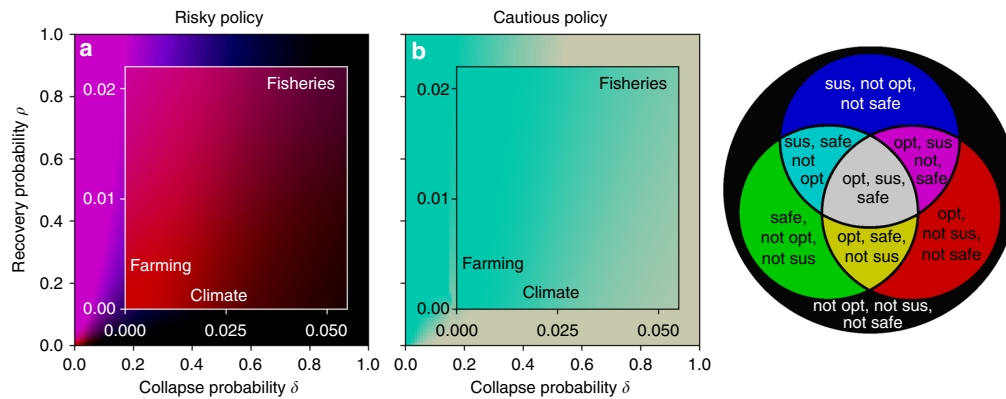 Risky policy
a
Recovery probability ρ
1.0
0.8
0.6
0.4
0.2
0.0
0.02
0.01
0.00
Fisheries
Farming
Climate
0.000
0.025
0.050
0.0
0.2
0.4
0.6
0.8
1.0
Collapse probability δ
Cautious policy
b
0.02
0.01
0.00
Fisheries
Farming
Climate
0.000
0.025
0.050
0.0
0.2
0.4
0.6
0.8
1.0
Collapse probability δ
sus, not opt,
not safe
sus, safe,
not
opt
opt, sus
not,
safe
opt, sus,
safe
safe,
not opt,
not sus
opt, safe,
not sus
opt,
not sus,
not safe
not opt, not sus,
not safe